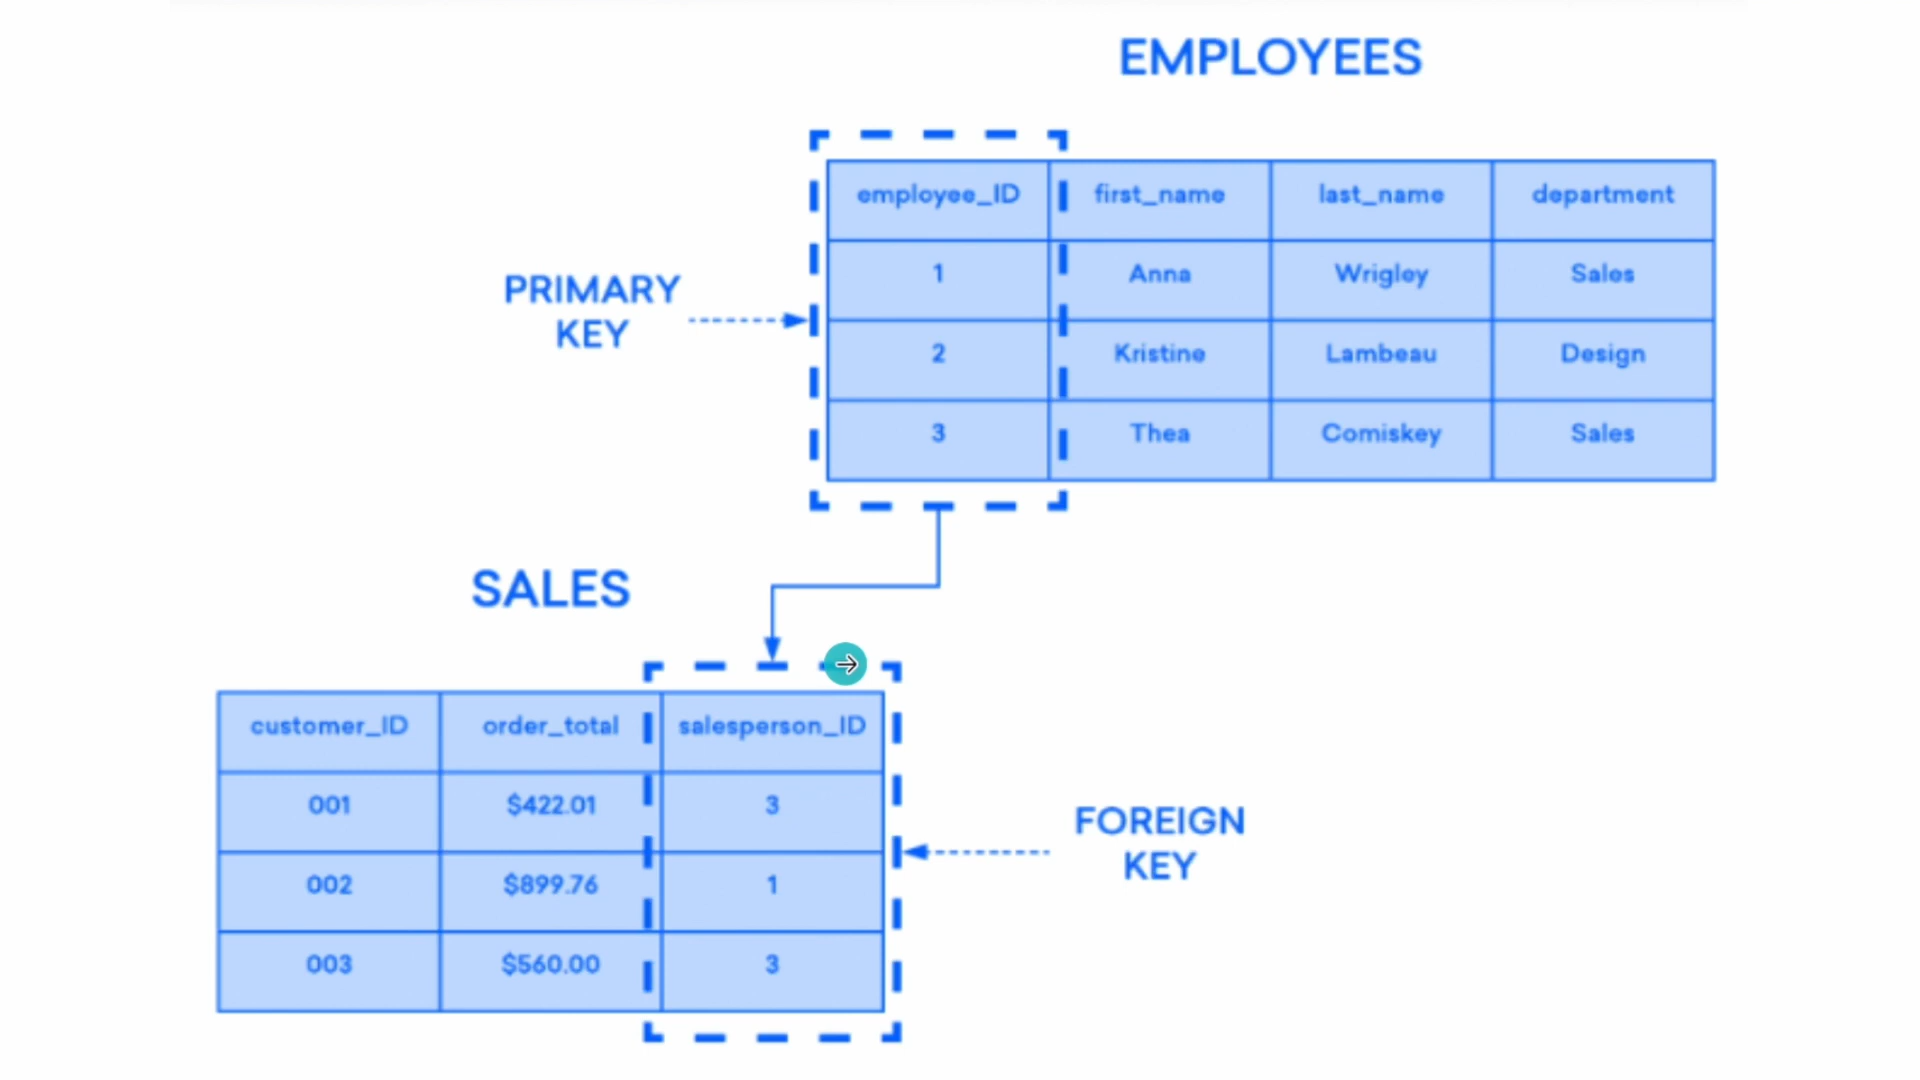 EMPLOYEES
employee_ID first_name last_name department
1 Anna Wrigley Sales
PRIMARY
KEY
2 Kristine Lambeau Design
3 Thea Comiskey Sales
SALES
customer_ID order_total salesperson_ID
001 $422.01 3
002 $899.76 1
003 $560.00 3
FOREIGN
KEY